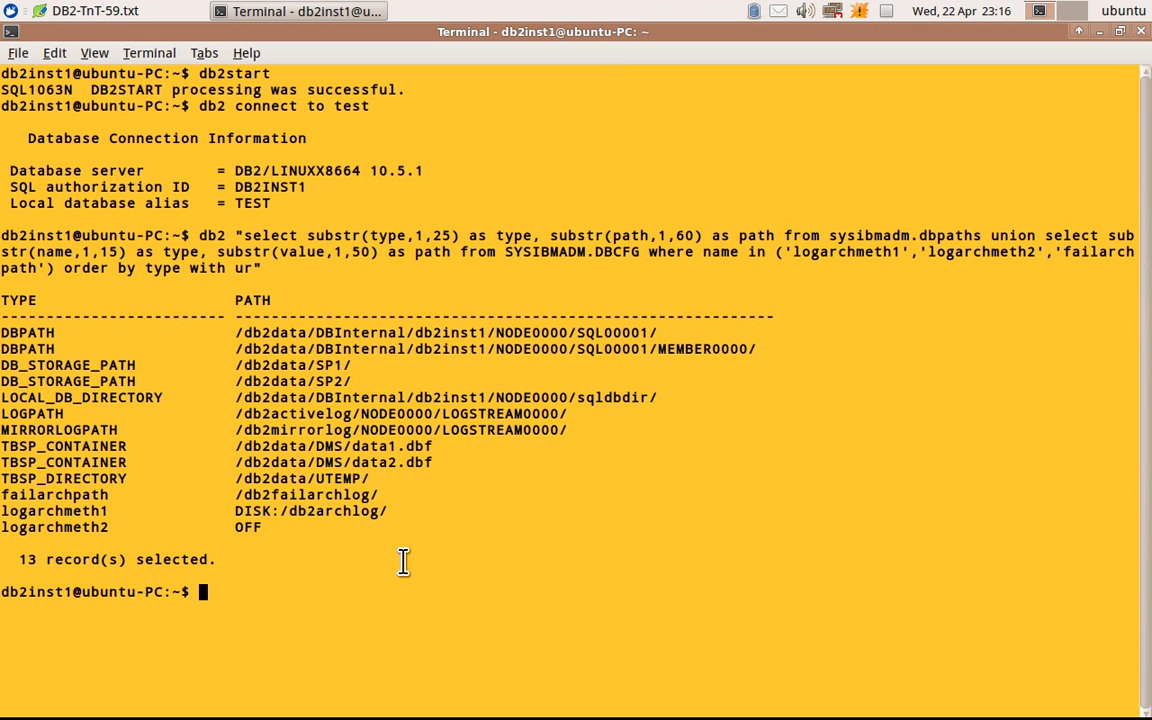 DB2-TnT-59.txt
Terminal - db2inst1@u...
Wed, 22 Apr 23:16
ubuntu
Terminal - db2inst1@ubuntu-PC: ~
File Edit View Terminal Tabs Help
db2inst1@ubuntu-PC:~$ db2start
SQL1063N  DB2START processing was successful.
db2inst1@ubuntu-PC:~$ db2 connect to test
   Database Connection Information
 Database server        = DB2/LINUXX8664 10.5.1
 SQL authorization ID   = DB2INST1
 Local database alias   = TEST
db2inst1@ubuntu-PC:~$ db2 "select substr(type,1,25) as type, substr(path,1,60) as path from sysibmadm.dbpaths union select sub
str(name,1,15) as type, substr(value,1,50) as path from SYSIBMADM.DBCFG where name in ('logarchmeth1','logarchmeth2','failarch
path') order by type with ur"
TYPE                      PATH
------------------------- ------------------------------------------------------------
DBPATH                    /db2data/DBInternal/db2inst1/NODE0000/SQL00001/
DBPATH                    /db2data/DBInternal/db2inst1/NODE0000/SQL00001/MEMBER0000/
DB_STORAGE_PATH           /db2data/SP1/
DB_STORAGE_PATH           /db2data/SP2/
LOCAL_DB_DIRECTORY        /db2data/DBInternal/db2inst1/NODE0000/sqldbdir/
LOGPATH                   /db2activelog/NODE0000/LOGSTREAM0000/
MIRRORLOGPATH             /db2mirrorlog/NODE0000/LOGSTREAM0000/
TBSP_CONTAINER            /db2data/DMS/data1.dbf
TBSP_CONTAINER            /db2data/DMS/data2.dbf
TBSP_DIRECTORY            /db2data/UTEMP/
failarchpath              /db2failarchlog/
logarchmeth1              DISK:/db2archlog/
logarchmeth2              OFF
  13 record(s) selected.
db2inst1@ubuntu-PC:~$